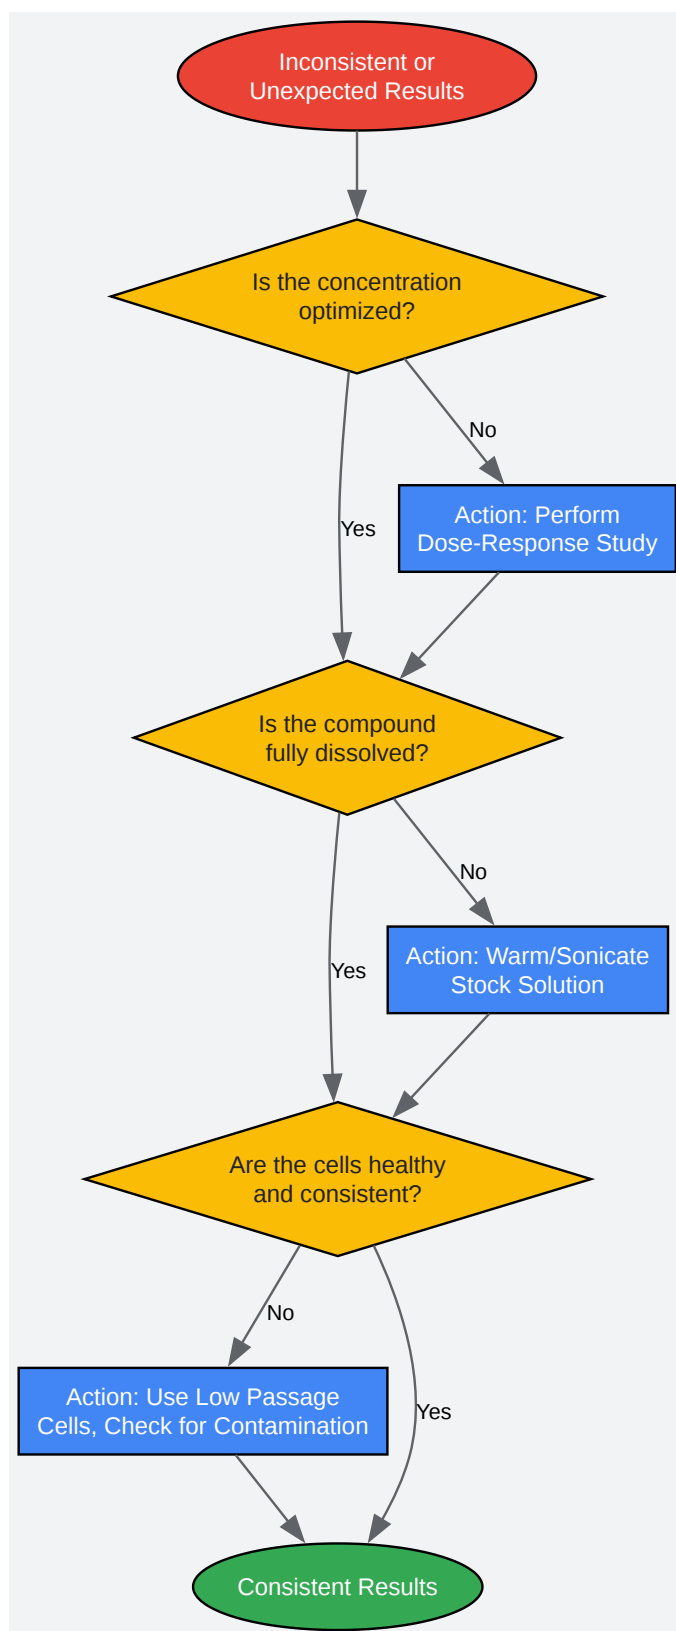 Inconsistent or
Unexpected Results
Is the concentration
optimized?
No
Action: Perform
Dose-Response Study
Yes
Is the compound
fully dissolved?
No
Action: Warm/Sonicate
Stock Solution
Yes
Are the cells healthy
and consistent?
No
Action: Use Low Passage
Cells, Check for Contamination
Yes
Consistent Results